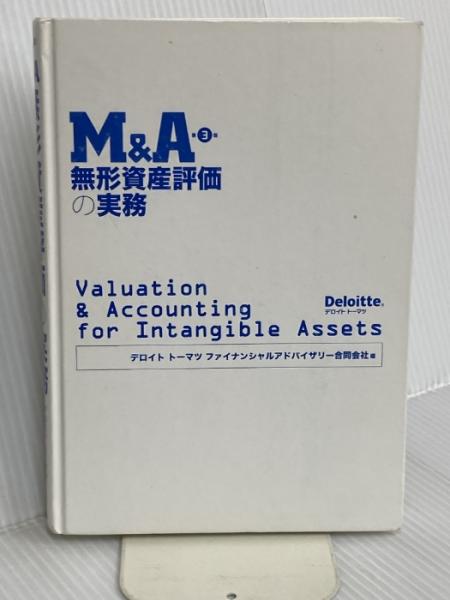 M&A 第3版
無形資産評価
の実務
Valuation
& Accounting
for Intangible Assets
Deloitte.
デロイト トーマツ
デロイト トーマツ ファイナンシャルアドバイザリー合同会社 編